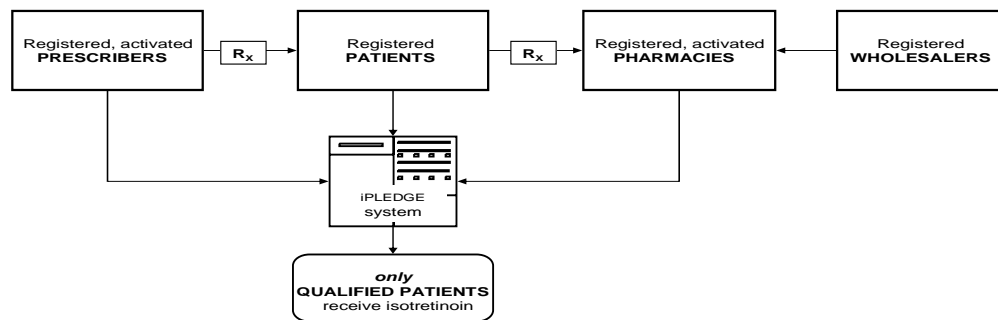 Registered, activated
PRESCRIBERS
Rx
Registered
PATIENTS
Rx
Registered, activated
PHARMACIES
Registered
WHOLESALERS
iPLEDGE
system
only
QUALIFIED PATIENTS
receive isotretinoin